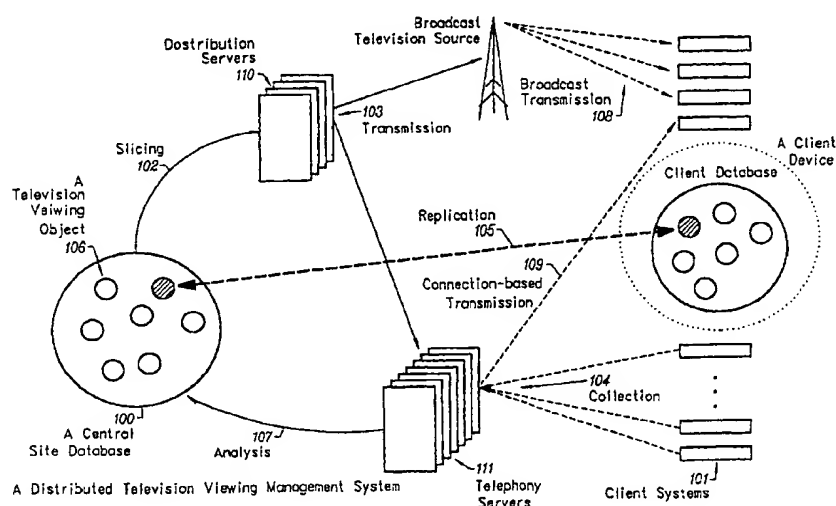 Dostribution
Servers
110
Broadcast
Television Source
Broadcast
Transmission
108
103
Transmission
Slicing
102
A Client
Device
Client Database
A
Television
Veiwing
Object
106
Replication
105
109
Connection-based
Transmission
104
Collection
100
A Central
Site Database
107
Analysis
111
Telephony
Servers
101
Client Systems
A Distributed Television Viewing Management System